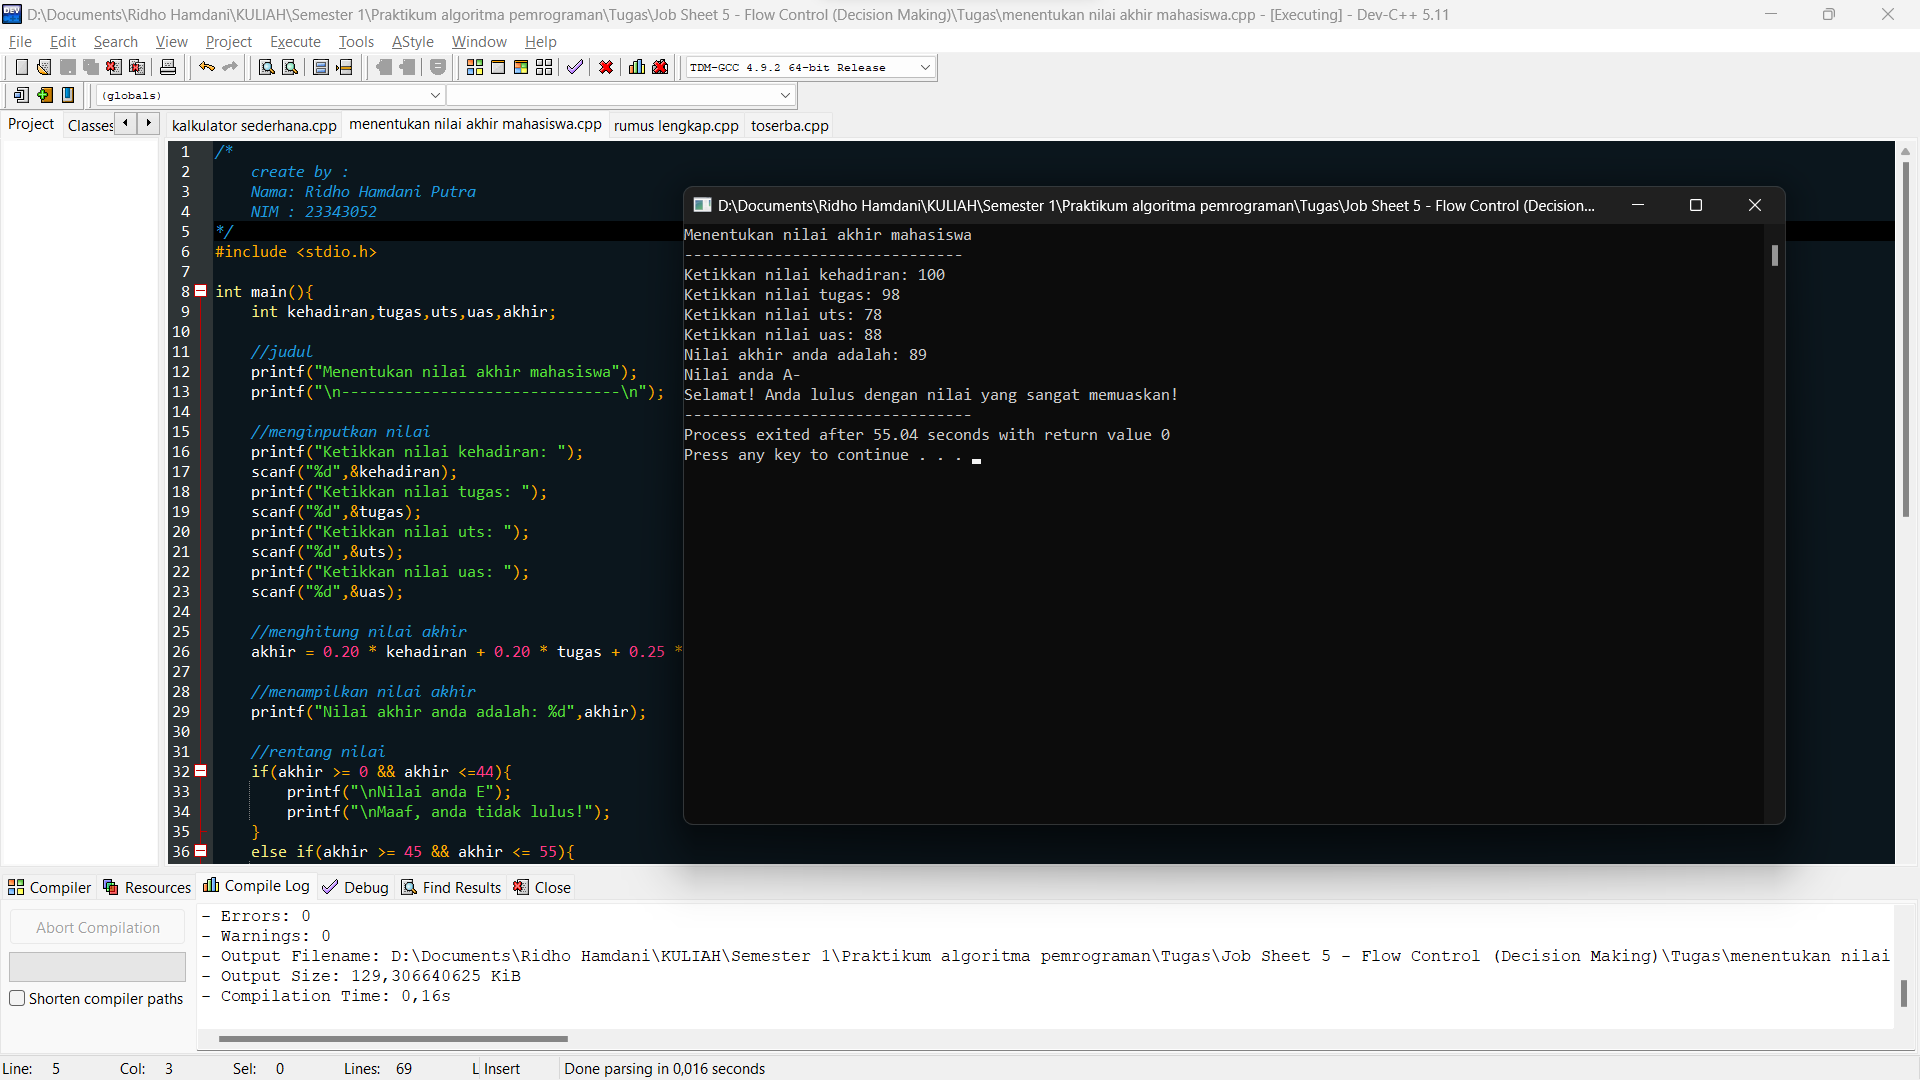 D:\Documents\Ridho Hamdani\KULIAH\Semester 1\Praktikum algoritma pemrograman\Tugas\Job Sheet 5 - Flow Control (Decision Making)\Tugas\menentukan nilai akhir mahasiswa.cpp - [Executing] - Dev-C++ 5.11
File Edit Search View Project Execute Tools AStyle Window Help
TDM-GCC 4.9.2 64-bit Release
(globals)
Project Classes kalkulator sederhana.cpp menentukan nilai akhir mahasiswa.cpp rumus lengkap.cpp toserba.cpp
1 /*
2 create by :
3 Nama: Ridho Hamdani Putra
4 NIM : 23343052
5 */
6 #include <stdio.h>
7
8 int main(){
9 int kehadiran,tugas,uts,uas,akhir;
10
11 //judul
12 printf("Menentukan nilai akhir mahasiswa");
13 printf("\n-------------------------------\n");
14
15 //menginputkan nilai
16 printf("Ketikkan nilai kehadiran: ");
17 scanf("%d",&kehadiran);
18 printf("Ketikkan nilai tugas: ");
19 scanf("%d",&tugas);
20 printf("Ketikkan nilai uts: ");
21 scanf("%d",&uts);
22 printf("Ketikkan nilai uas: ");
23 scanf("%d",&uas);
24
25 //menghitung nilai akhir
26 akhir = 0.20 * kehadiran + 0.20 * tugas + 0.25 *
27
28 //menampilkan nilai akhir
29 printf("Nilai akhir anda adalah: %d",akhir);
30
31 //rentang nilai
32 if(akhir >= 0 && akhir <=44){
33 printf("\nNilai anda E");
34 printf("\nMaaf, anda tidak lulus!");
35 }
36 else if(akhir >= 45 && akhir <= 55){
D:\Documents\Ridho Hamdani\KULIAH\Semester 1\Praktikum algoritma pemrograman\Tugas\Job Sheet 5 - Flow Control (Decision...
Menentukan nilai akhir mahasiswa
-------------------------------
Ketikkan nilai kehadiran: 100
Ketikkan nilai tugas: 98
Ketikkan nilai uts: 78
Ketikkan nilai uas: 88
Nilai akhir anda adalah: 89
Nilai anda A-
Selamat! Anda lulus dengan nilai yang sangat memuaskan!
--------------------------------
Process exited after 55.04 seconds with return value 0
Press any key to continue . . .
Compiler Resources Compile Log Debug Find Results Close
Abort Compilation
Shorten compiler paths
- Errors: 0
- Warnings: 0
- Output Filename: D:\Documents\Ridho Hamdani\KULIAH\Semester 1\Praktikum algoritma pemrograman\Tugas\Job Sheet 5 - Flow Control (Decision Making)\Tugas\menentukan nilai
- Output Size: 129,306640625 KiB
- Compilation Time: 0,16s
Line: 5 Col: 3 Sel: 0 Lines: 69 L Insert Done parsing in 0,016 seconds